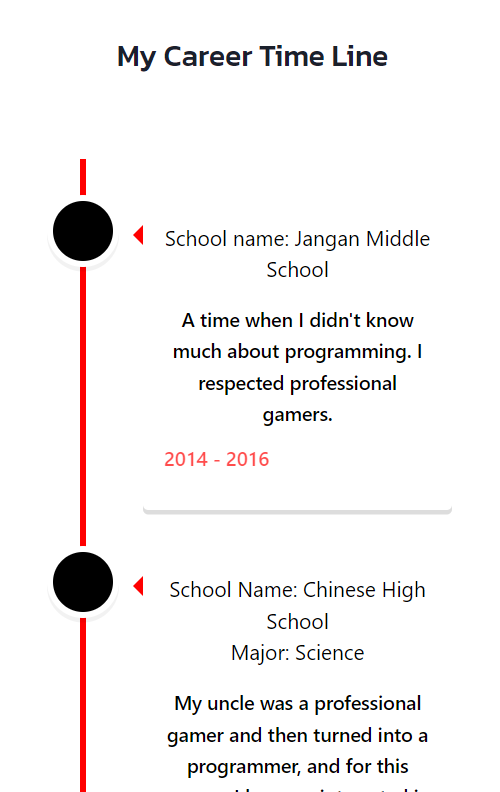 My Career Time Line
School name: Jangan Middle
School
A time when I didn't know
much about programming. I
respected professional
gamers.
2014 - 2016
School Name: Chinese High
School
Major: Science
My uncle was a professional
gamer and then turned into a
programmer, and for this